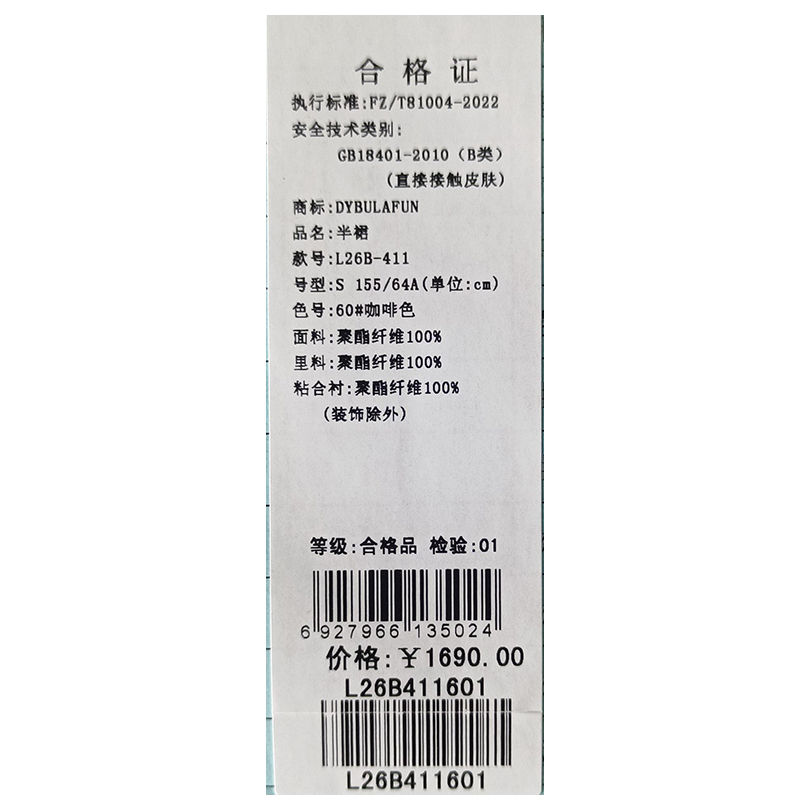 合格证
执行标准:FZ/T81004-2022
安全技术类别:
GB18401-2010（B类）
(直接接触皮肤)
商标:DYBULAFUN
品名:半裙
款号:L26B-411
号型:S 155/64A(单位:cm)
色号:60#咖啡色
面料:聚酯纤维100%
里料:聚酯纤维100%
粘合衬:聚酯纤维100%
(装饰除外)
等级:合格品 检验:01
6 927966 135024
价格:￥1690.00
L26B411601
L26B411601